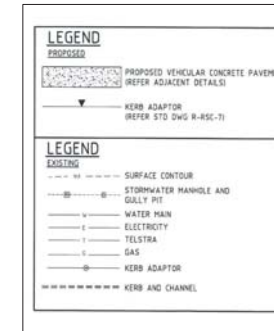 LEGEND
PROPOSED
PROPOSED VEHICULAR CONCRETE PAVEME
(REFER ADJACENT DETAILS)
KERB ADAPTOR
(REFER STD DWG R-RSC-7)
LEGEND
EXISTING
SURFACE CONTOUR
STORMWATER MANHOLE AND
GULLY PIT
W WATER MAIN
E ELECTRICITY
T TELSTRA
G GAS
KERB ADAPTOR
KERB AND CHANNEL